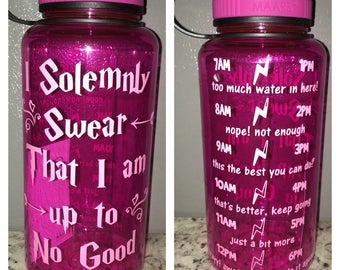 I Solemnly
Swear
That I am
up to
No Good
7AM 1PM
too much water in here!
8AM 2PM
nope! not enough
9AM 3PM
this the best you can do?
10AM 4PM
that's better, keep going
11AM 5PM
just a bit more
12PM 6PM